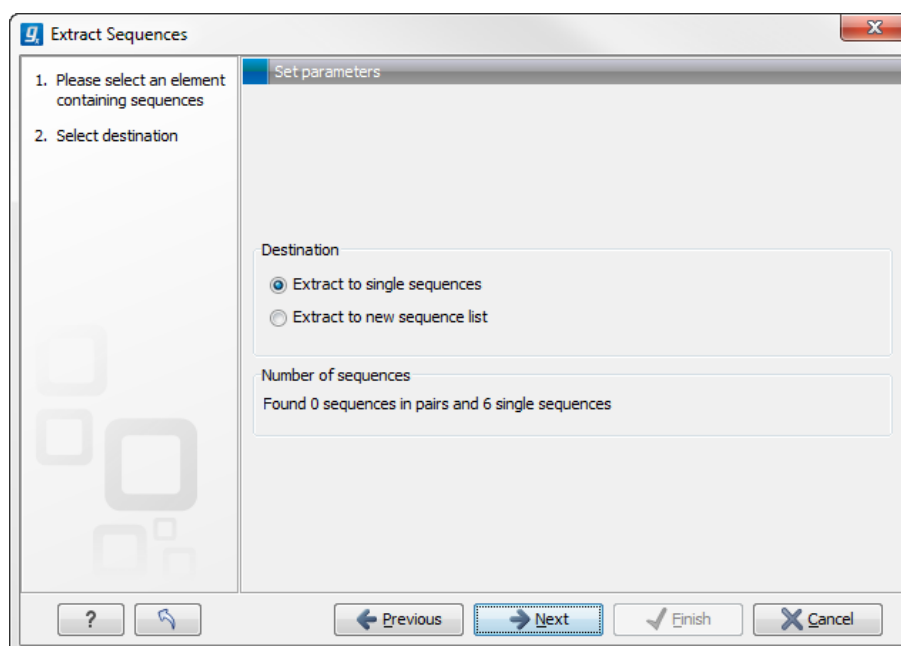 Extract Sequences
1. Please select an element
containing sequences
2. Select destination
Set parameters
Destination
Extract to single sequences
Extract to new sequence list
Number of sequences
Found 0 sequences in pairs and 6 single sequences
? Previous Next Finish Cancel